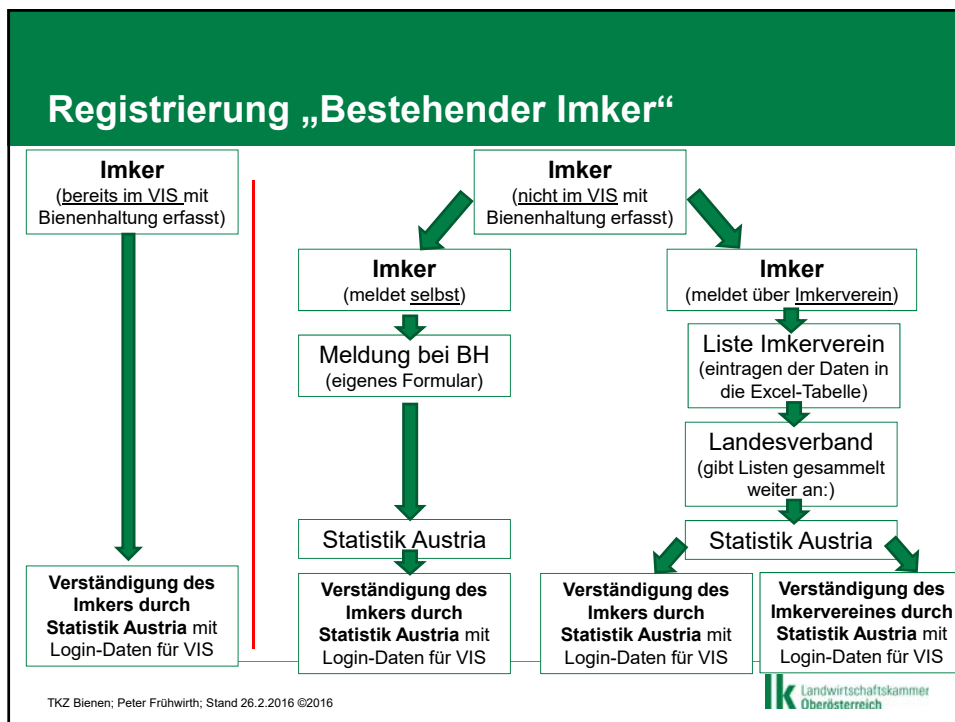 Registrierung „Bestehender Imker“
Imker
(bereits im VIS mit
Bienenhaltung erfasst)
Verständigung des
Imkers durch
Statistik Austria mit
Login-Daten für VIS
Imker
(nicht im VIS mit
Bienenhaltung erfasst)
Imker
(meldet selbst)
Meldung bei BH
(eigenes Formular)
Statistik Austria
Verständigung des
Imkers durch
Statistik Austria mit
Login-Daten für VIS
Imker
(meldet über Imkerverein)
Liste Imkerverein
(eintragen der Daten in
die Excel-Tabelle)
Landesverband
(gibt Listen gesammelt
weiter an:)
Statistik Austria
Verständigung des
Imkers durch
Statistik Austria mit
Login-Daten für VIS
Verständigung des
Imkervereines durch
Statistik Austria mit
Login-Daten für VIS
TKZ Bienen; Peter Frühwirth; Stand 26.2.2016 ©2016
lk Landwirtschaftskammer
Oberösterreich